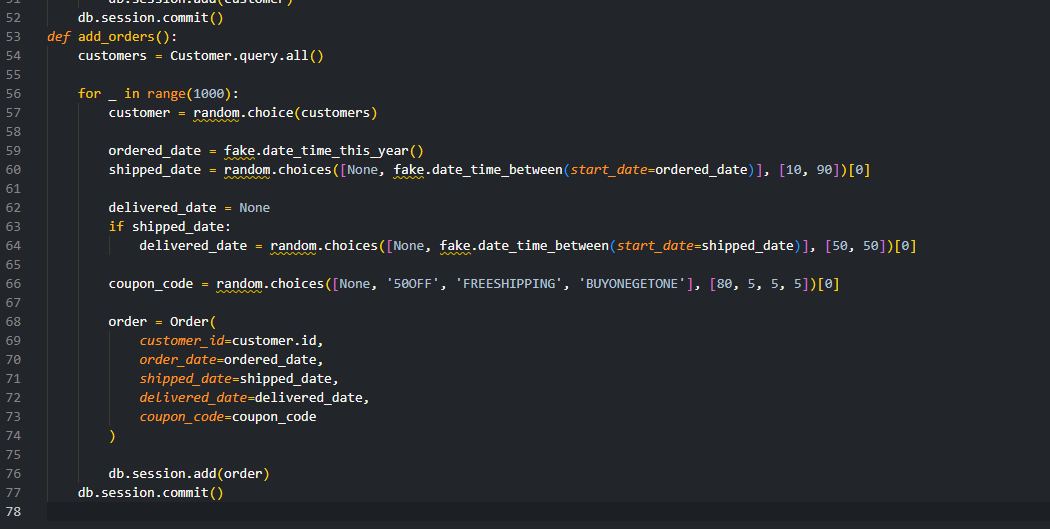 51 db.session.add(customer)
52 db.session.commit()
53 def add_orders():
54 customers = Customer.query.all()
55
56 for _ in range(1000):
57 customer = random.choice(customers)
58
59 ordered_date = fake.date_time_this_year()
60 shipped_date = random.choices([None, fake.date_time_between(start_date=ordered_date)], [10, 90])[0]
61
62 delivered_date = None
63 if shipped_date:
64 delivered_date = random.choices([None, fake.date_time_between(start_date=shipped_date)], [50, 50])[0]
65
66 coupon_code = random.choices([None, '50OFF', 'FREESHIPPING', 'BUYONEGETONE'], [80, 5, 5, 5])[0]
67
68 order = Order(
69 customer_id=customer.id,
70 order_date=ordered_date,
71 shipped_date=shipped_date,
72 delivered_date=delivered_date,
73 coupon_code=coupon_code
74 )
75
76 db.session.add(order)
77 db.session.commit()
78